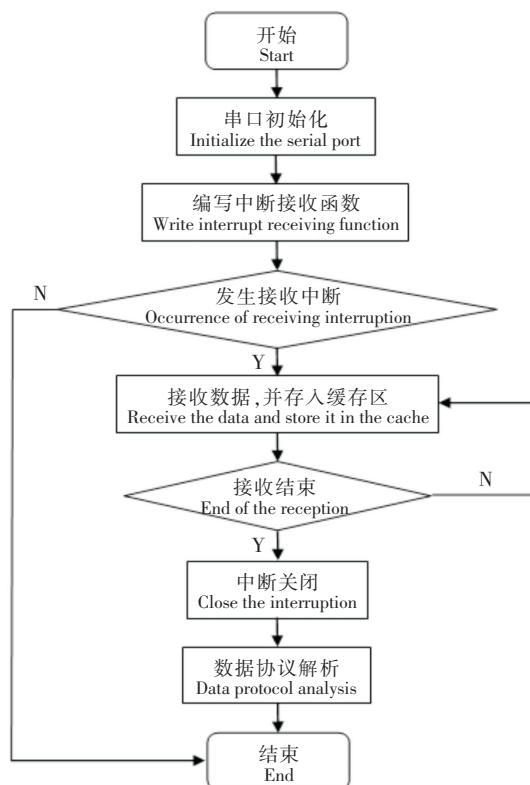 开始
Start
串口初始化
Initialize the serial port
编写中断接收函数
Write interrupt receiving function
N
发生接收中断
Occurrence of receiving interruption
Y
接收数据,并存入缓存区
Receive the data and store it in the cache
接收结束
End of the reception
N
Y
中断关闭
Close the interruption
数据协议解析
Data protocol analysis
结束
End